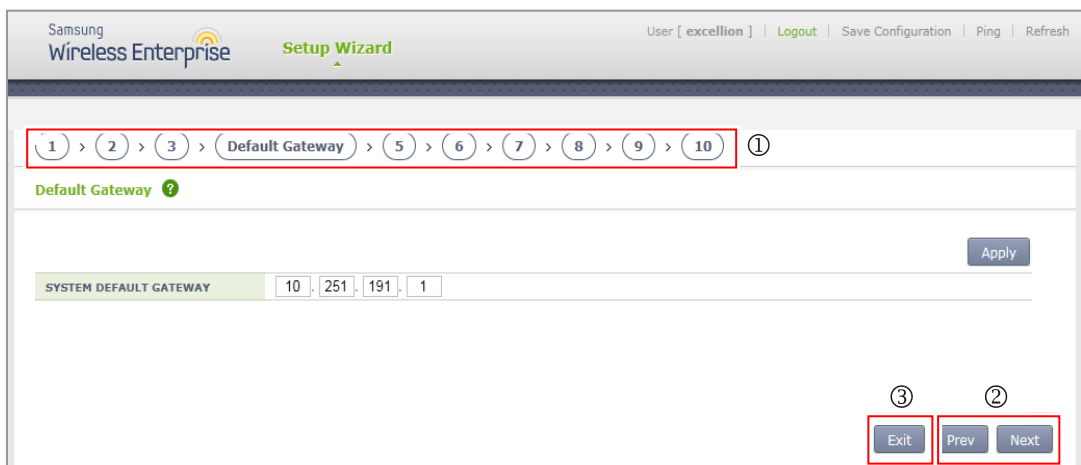 Samsung
Wireless Enterprise
Setup Wizard
User [ excellion ] | Logout | Save Configuration | Ping | Refresh
1 > 2 > 3 > Default Gateway > 5 > 6 > 7 > 8 > 9 > 10 ①
Default Gateway ?
Apply
SYSTEM DEFAULT GATEWAY 10 . 251 . 191 . 1
③ ②
Exit Prev Next